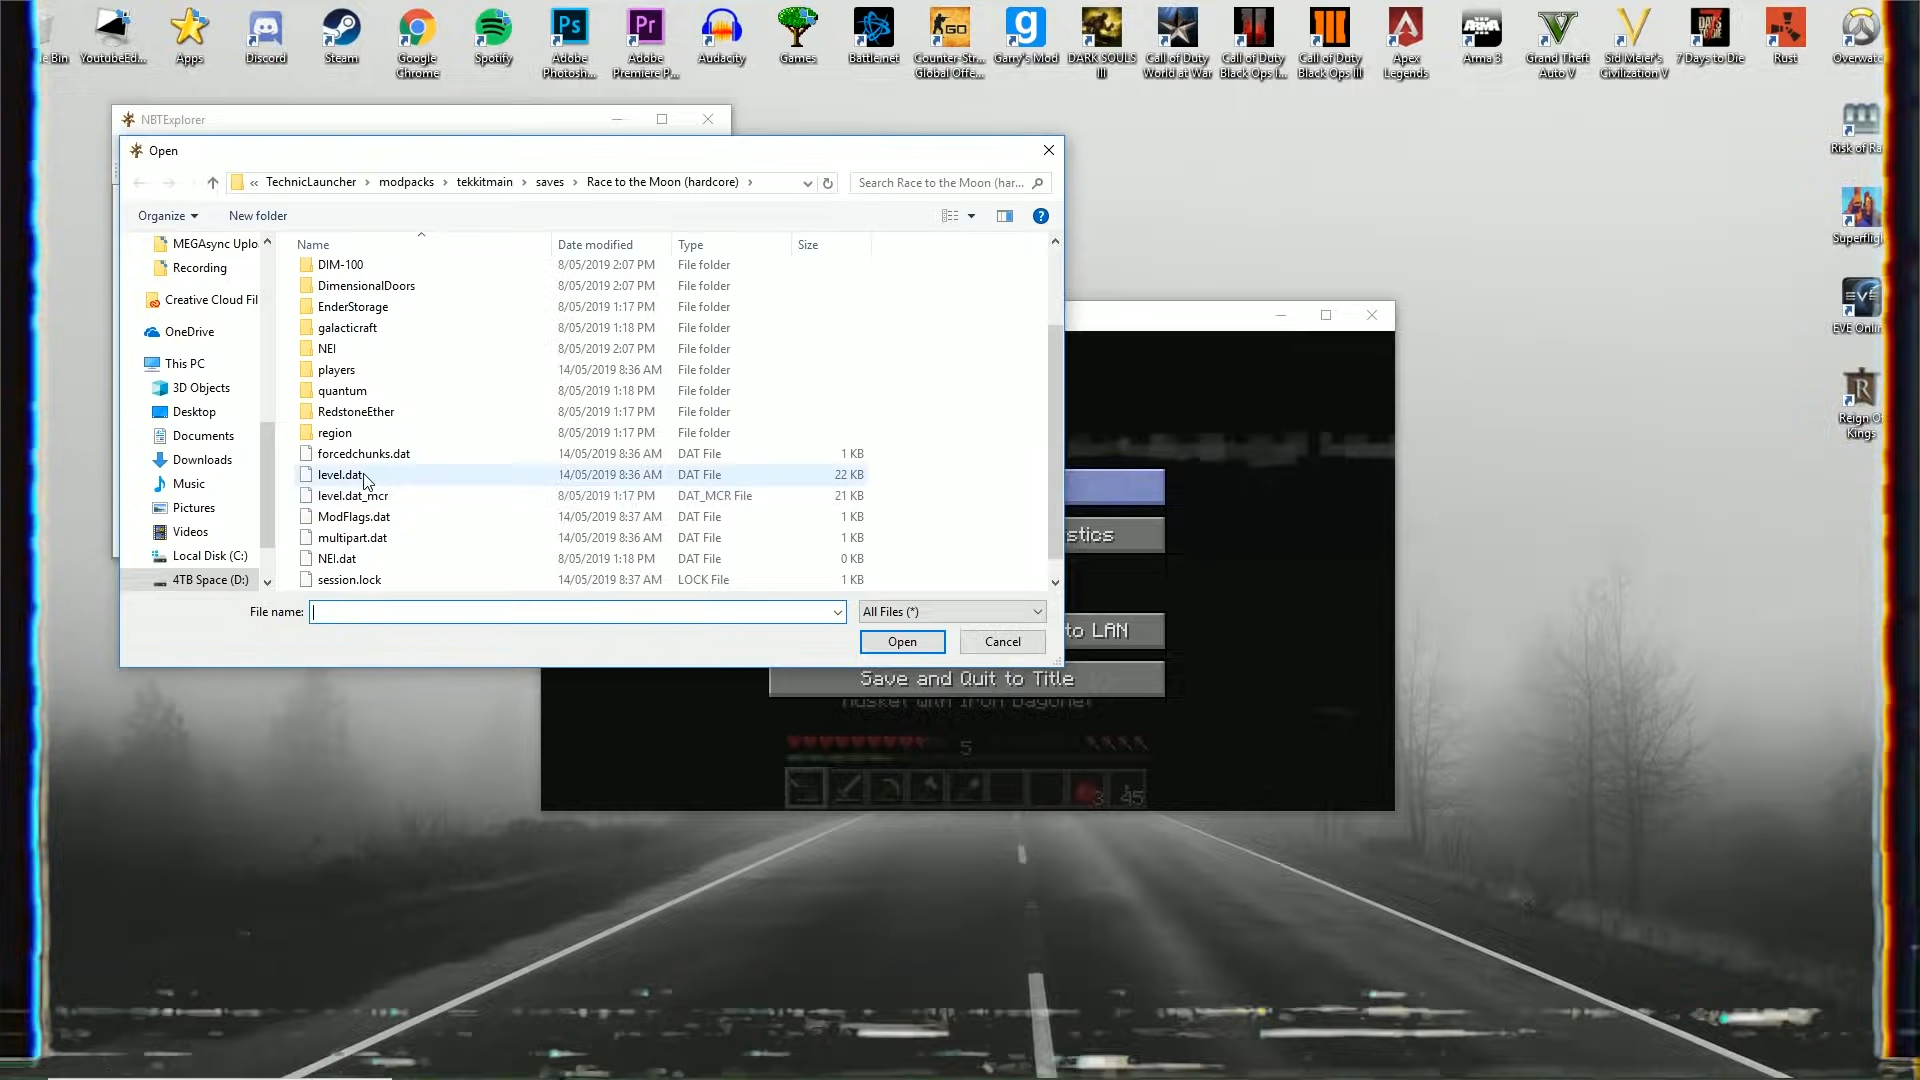 le Bin
YoutubeEd...
Apps
Discord
Steam
Google
Chrome
Spotify
Adobe
Photosh...
Adobe
Premiere P...
Audacity
Games
Battle.net
Counter-Str...
Global Offe...
Garry's Mod
DARK SOULS
III
Call of Duty
World at War
Call of Duty
Black Ops I...
Call of Duty
Black Ops III
Apex
Legends
Arma 3
Grand Theft
Auto V
Sid Meier's
Civilization V
7 Days to Die
Rust
Overwatc
Risk of Ra
Superfligh
EVE Onlin
Reign O
Kings
NBTExplorer
Open
« TechnicLauncher › modpacks › tekkitmain › saves › Race to the Moon (hardcore) ›
Search Race to the Moon (har...
Organize
New folder
MEGAsync Uplo
Recording
Creative Cloud Fil
OneDrive
This PC
3D Objects
Desktop
Documents
Downloads
Music
Pictures
Videos
Local Disk (C:)
4TB Space (D:)
Name Date modified Type Size
DIM-100 8/05/2019 2:07 PM File folder
DimensionalDoors 8/05/2019 2:07 PM File folder
EnderStorage 8/05/2019 1:17 PM File folder
galacticraft 8/05/2019 1:18 PM File folder
NEI 8/05/2019 2:07 PM File folder
players 14/05/2019 8:36 AM File folder
quantum 8/05/2019 1:18 PM File folder
RedstoneEther 8/05/2019 1:17 PM File folder
region 8/05/2019 1:17 PM File folder
forcedchunks.dat 14/05/2019 8:36 AM DAT File 1 KB
level.dat 14/05/2019 8:36 AM DAT File 22 KB
level.dat_mcr 8/05/2019 1:17 PM DAT_MCR File 21 KB
ModFlags.dat 14/05/2019 8:37 AM DAT File 1 KB
multipart.dat 14/05/2019 8:36 AM DAT File 1 KB
NEI.dat 8/05/2019 1:18 PM DAT File 0 KB
session.lock 14/05/2019 8:37 AM LOCK File 1 KB
File name:
All Files (*)
Open
Cancel
stics
to LAN
Save and Quit to Title
Musket with Iron Bayonet
5
3
45